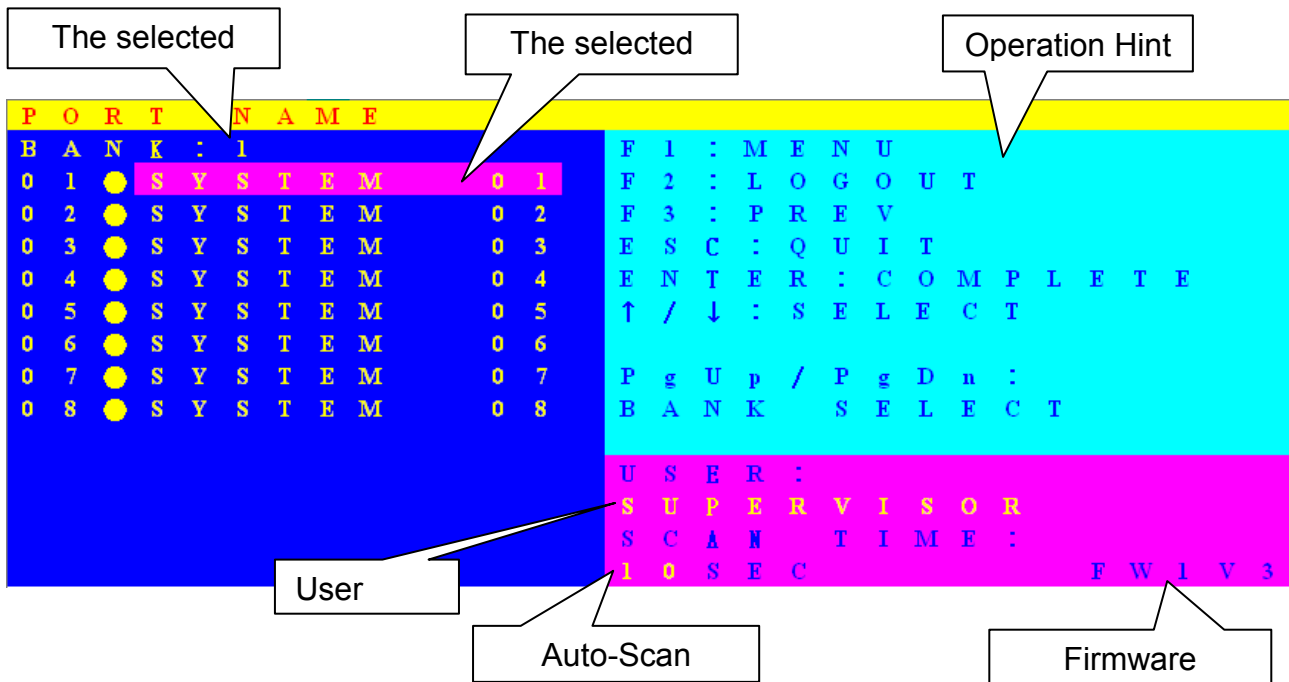 The selected
The selected
Operation Hint
PORT NAME
BANK:1
01 ● SYSTEM 01
02 ● SYSTEM 02
03 ● SYSTEM 03
04 ● SYSTEM 04
05 ● SYSTEM 05
06 ● SYSTEM 06
07 ● SYSTEM 07
08 ● SYSTEM 08
F1:MENU
F2:LOGOUT
F3:PREV
ESC:QUIT
ENTER:COMPLETE
↑/↓:SELECT
PgUp/PgDn:
BANK SELECT
USER:
SUPERVISOR
SCAN TIME:
10SEC FW1V3
User
Auto-Scan
Firmware